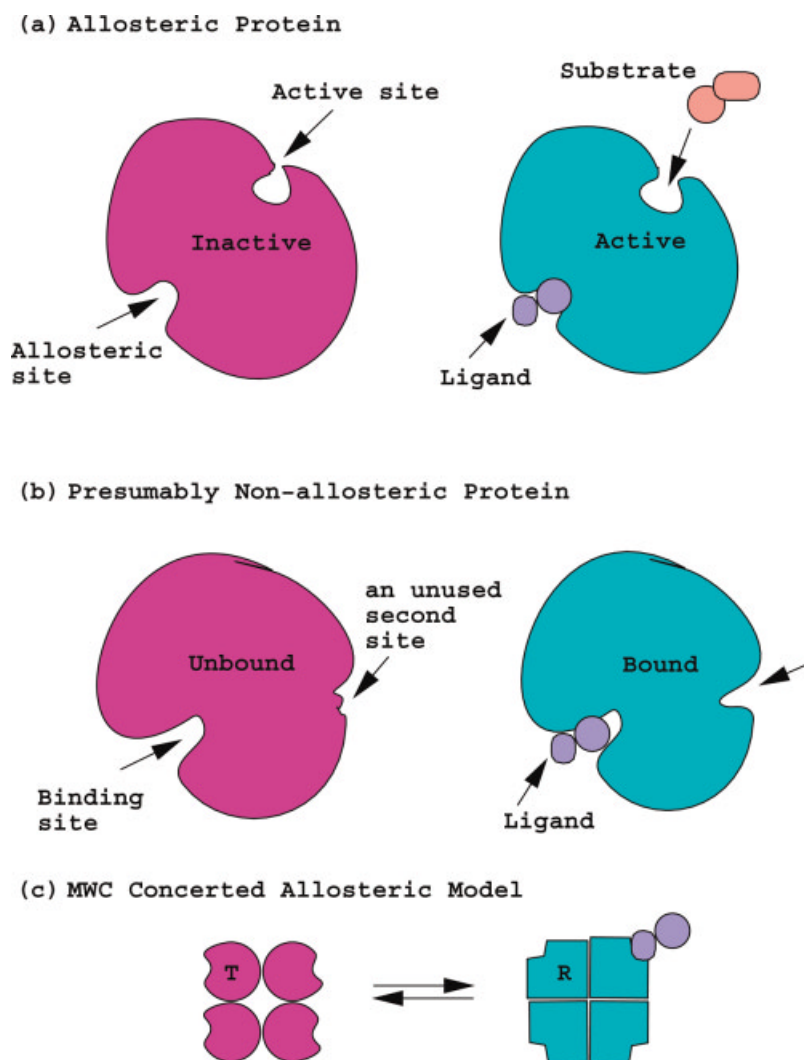 (a) Allosteric Protein
Substrate
Active site
Inactive
Active
Allosteric
site
Ligand
(b) Presumably Non-allosteric Protein
an unused
second
site
Unbound
Bound
Binding
site
Ligand
(c) MWC Concerted Allosteric Model
T
R